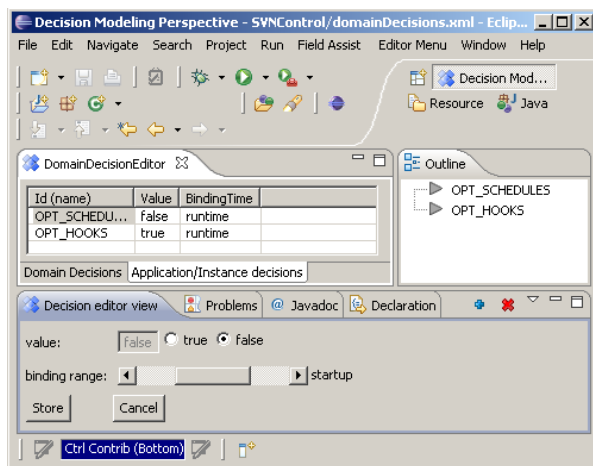 Decision Modeling Perspective - SVNControl/domainDecisions.xml - Eclip...
File Edit Navigate Search Project Run Field Assist Editor Menu Window Help
Decision Mod...
Resource Java
DomainDecisionEditor
Outline
Id (name) Value BindingTime
OPT_SCHEDU... false runtime
OPT_HOOKS true runtime
OPT_SCHEDULES
OPT_HOOKS
Domain Decisions Application/Instance decisions
Decision editor view Problems @ Javadoc Declaration
value: false true false
binding range: startup
Store Cancel
Ctrl Contrib (Bottom)